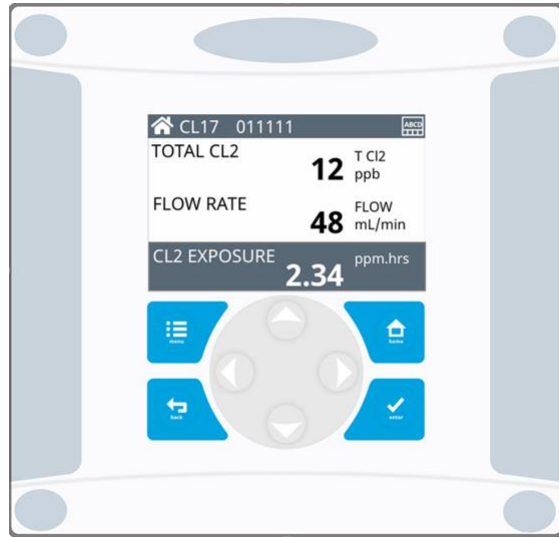 CL17 011111
ABCD
TOTAL CL2
12 T Cl2
ppb
FLOW RATE
48 FLOW
mL/min
CL2 EXPOSURE
2.34 ppm.hrs
menu
home
back
enter